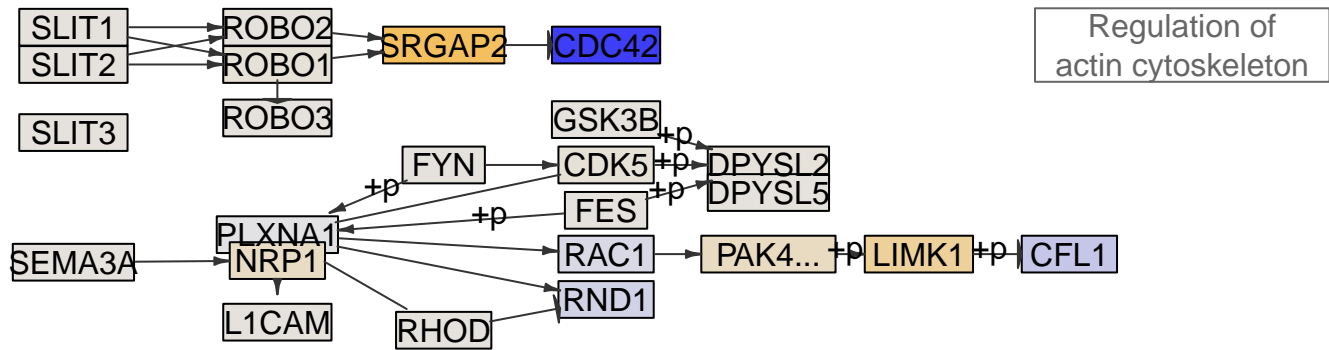 SLIT1
ROBO2
SRGAP2
CDC42
Regulation of
actin cytoskeleton
SLIT2
ROBO1
SLIT3
ROBO3
GSK3B
+p
FYN
CDK5
+p
DPYSL2
+p
+p
DPYSL5
FES
+p
PLXNA1
SEMA3A
NRP1
RAC1
PAK4...
+p
LIMK1
+p
CFL1
RND1
L1CAM
RHOD